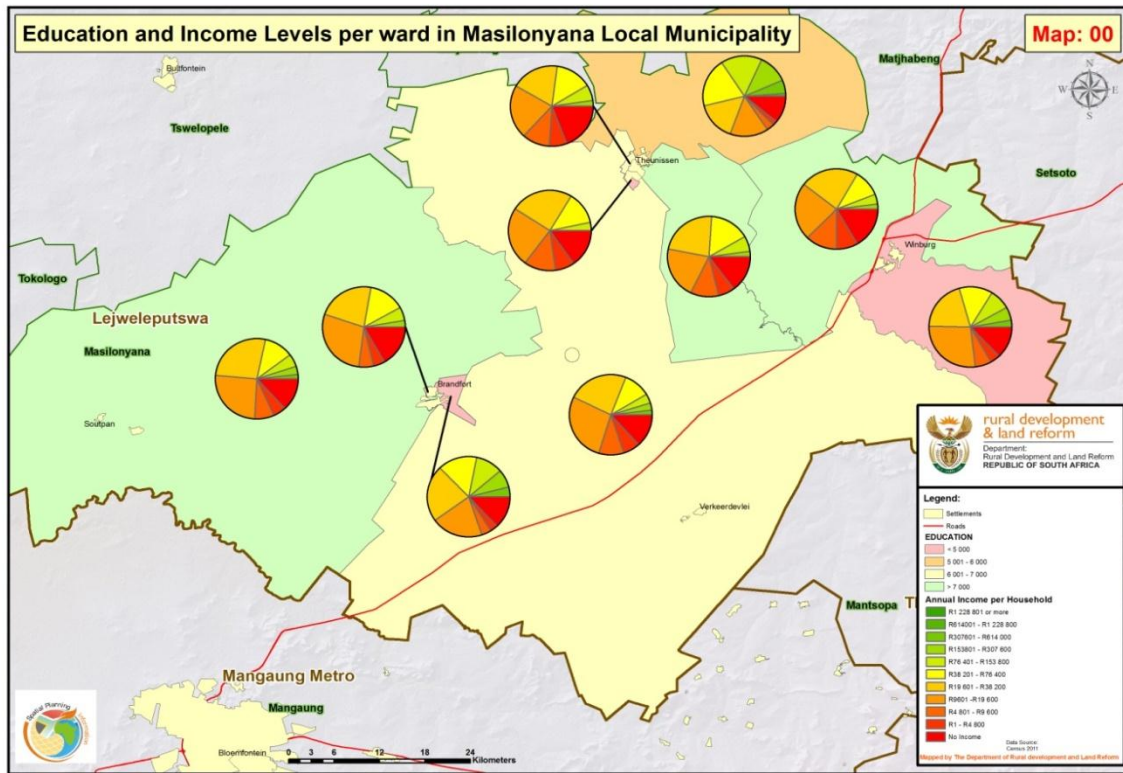 Education and Income Levels per ward in Masilonyana Local Municipality
Map: 00
Bultfontein
Tswelopele
Matjhabeng
N
W E
S
Theunissen
Setsoto
Winburg
Tokologo
Lejweleputswa
Masilonyana
Brandfort
Soutpan
Verkeerdevlei
Mantsopa
Mangaung Metro
Mangaung
Bloemfontein
0 3 6 12 18 24
Kilometers
Spatial Planning
rural development
& land reform
Department:
Rural Development and Land Reform
REPUBLIC OF SOUTH AFRICA
Legend:
Settlements
Roads
EDUCATION
< 5 000
5 001 - 6 000
6 001 - 7 000
> 7 000
Annual Income per Household
R1 228 801 or more
R614001 - R1 228 800
R307601 - R614 000
R153801 - R307 600
R76 401 - R153 800
R38 201 - R76 400
R19 601 - R38 200
R9601 -R19 600
R4 801 - R9 600
R1 - R4 800
No Income
Data Source:
Census 2011
Mapped by The Department of Rural development and Land Reform